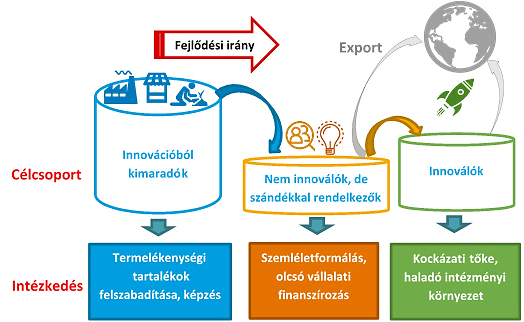 Fejlődési irány
Export
Célcsoport
Innovációból
kimaradók
Nem innoválók, de
szándékkal rendelkezők
Innoválók
Intézkedés
Termelékenységi
tartalékok
felszabadítása, képzés
Szemléletformálás,
olcsó vállalati
finanszírozás
Kockázati tőke,
haladó intézményi
környezet